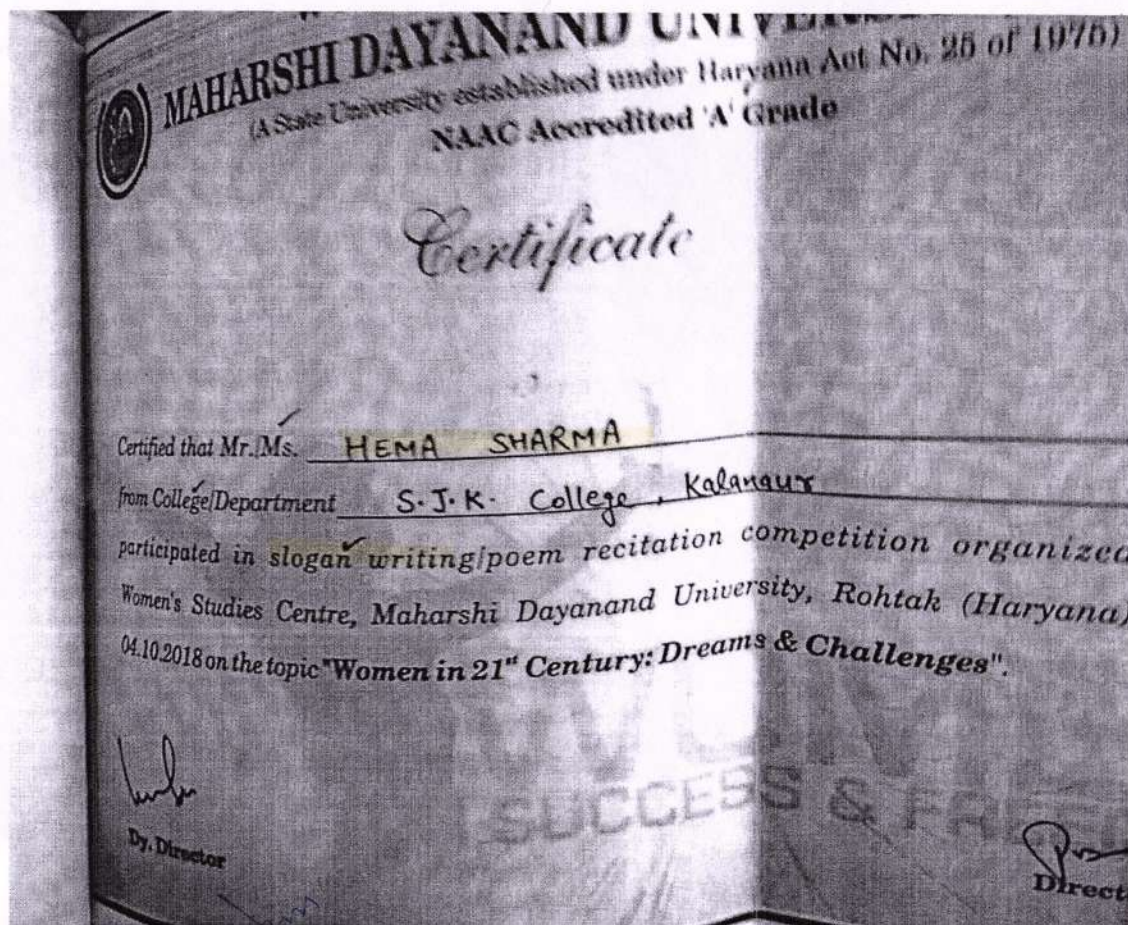 MAHARSHI DAYANAND
(A State University established under Haryana Act No. 25 of 1975)
NAAC Accredited 'A' Grade
Certificate
Certified that Mr./Ms. HEMA SHARMA
from College/Department S.J.K. College, Kalanaur
participated in slogan writing/poem recitation competition organized
Women's Studies Centre, Maharshi Dayanand University, Rohtak (Haryana)
04.10.2018 on the topic "Women in 21st Century: Dreams & Challenges".
SUCCESS &
Dy. Director